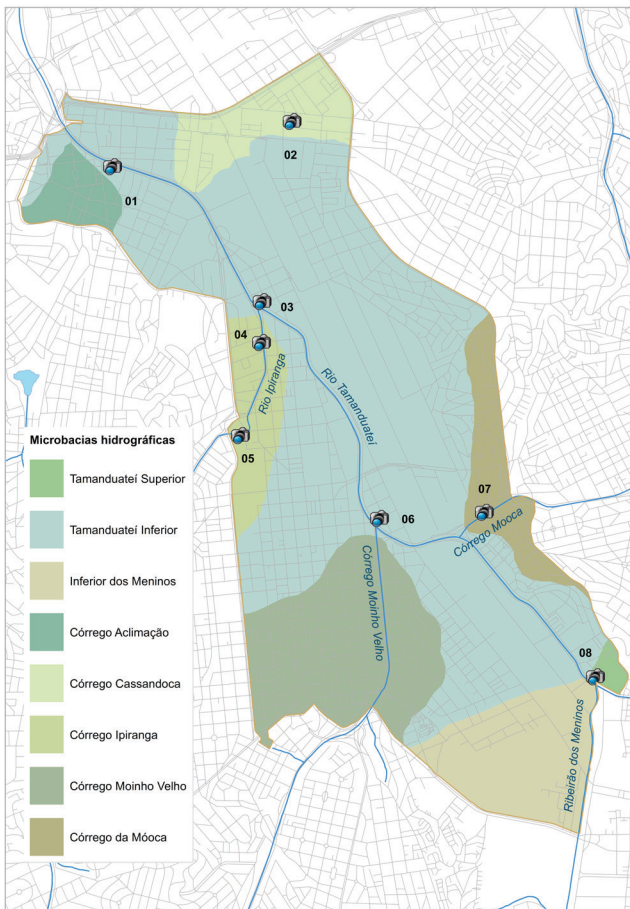 02
01
03
04
Rio Ipiranga
Rio Tamanduateí
05
06
07
Córrego Mooca
Córrego Moinho Velho
08
Ribeirão dos Meninos
Microbacias hidrográficas
Tamanduateí Superior
Tamanduateí Inferior
Inferior dos Meninos
Córrego Aclimação
Córrego Cassandoca
Córrego Ipiranga
Córrego Moinho Velho
Córrego da Móoca